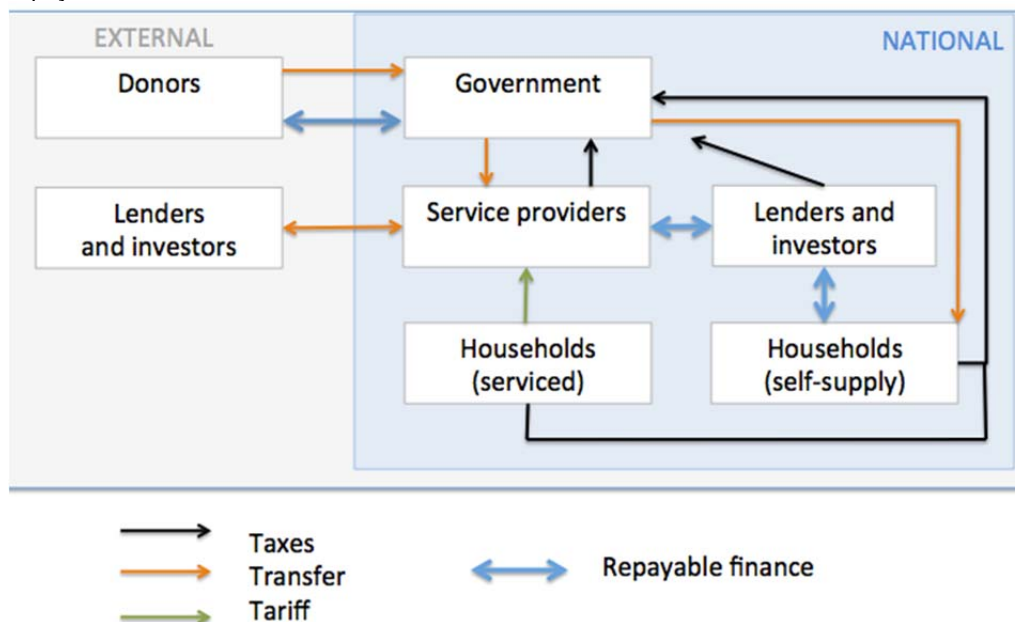 EXTERNAL
NATIONAL
Donors
Government
Lenders
and investors
Service providers
Lenders and
investors
Households
(serviced)
Households
(self-supply)
Taxes
Transfer
Tariff
Repayable finance